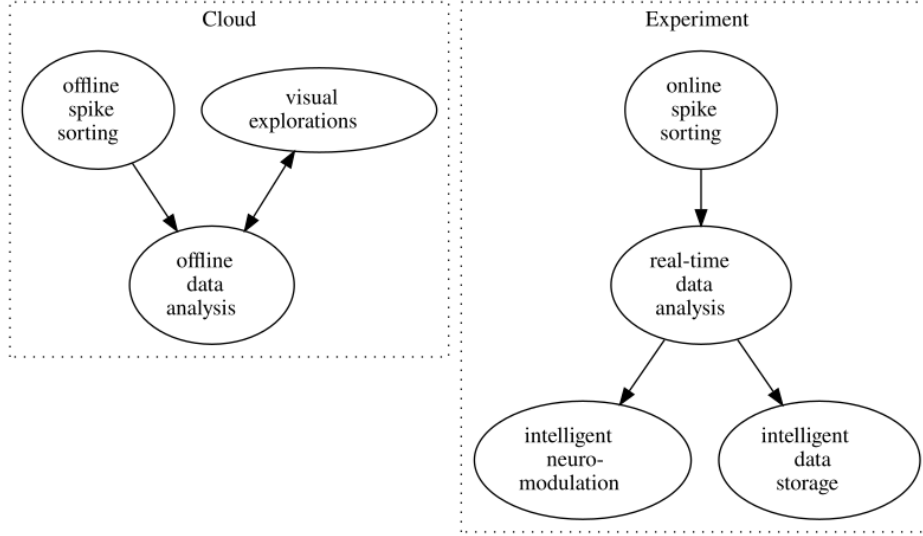 Cloud
offline
spike
sorting
visual
explorations
offline
data
analysis
Experiment
online
spike
sorting
real-time
data
analysis
intelligent
neuro-
modulation
intelligent
data
storage